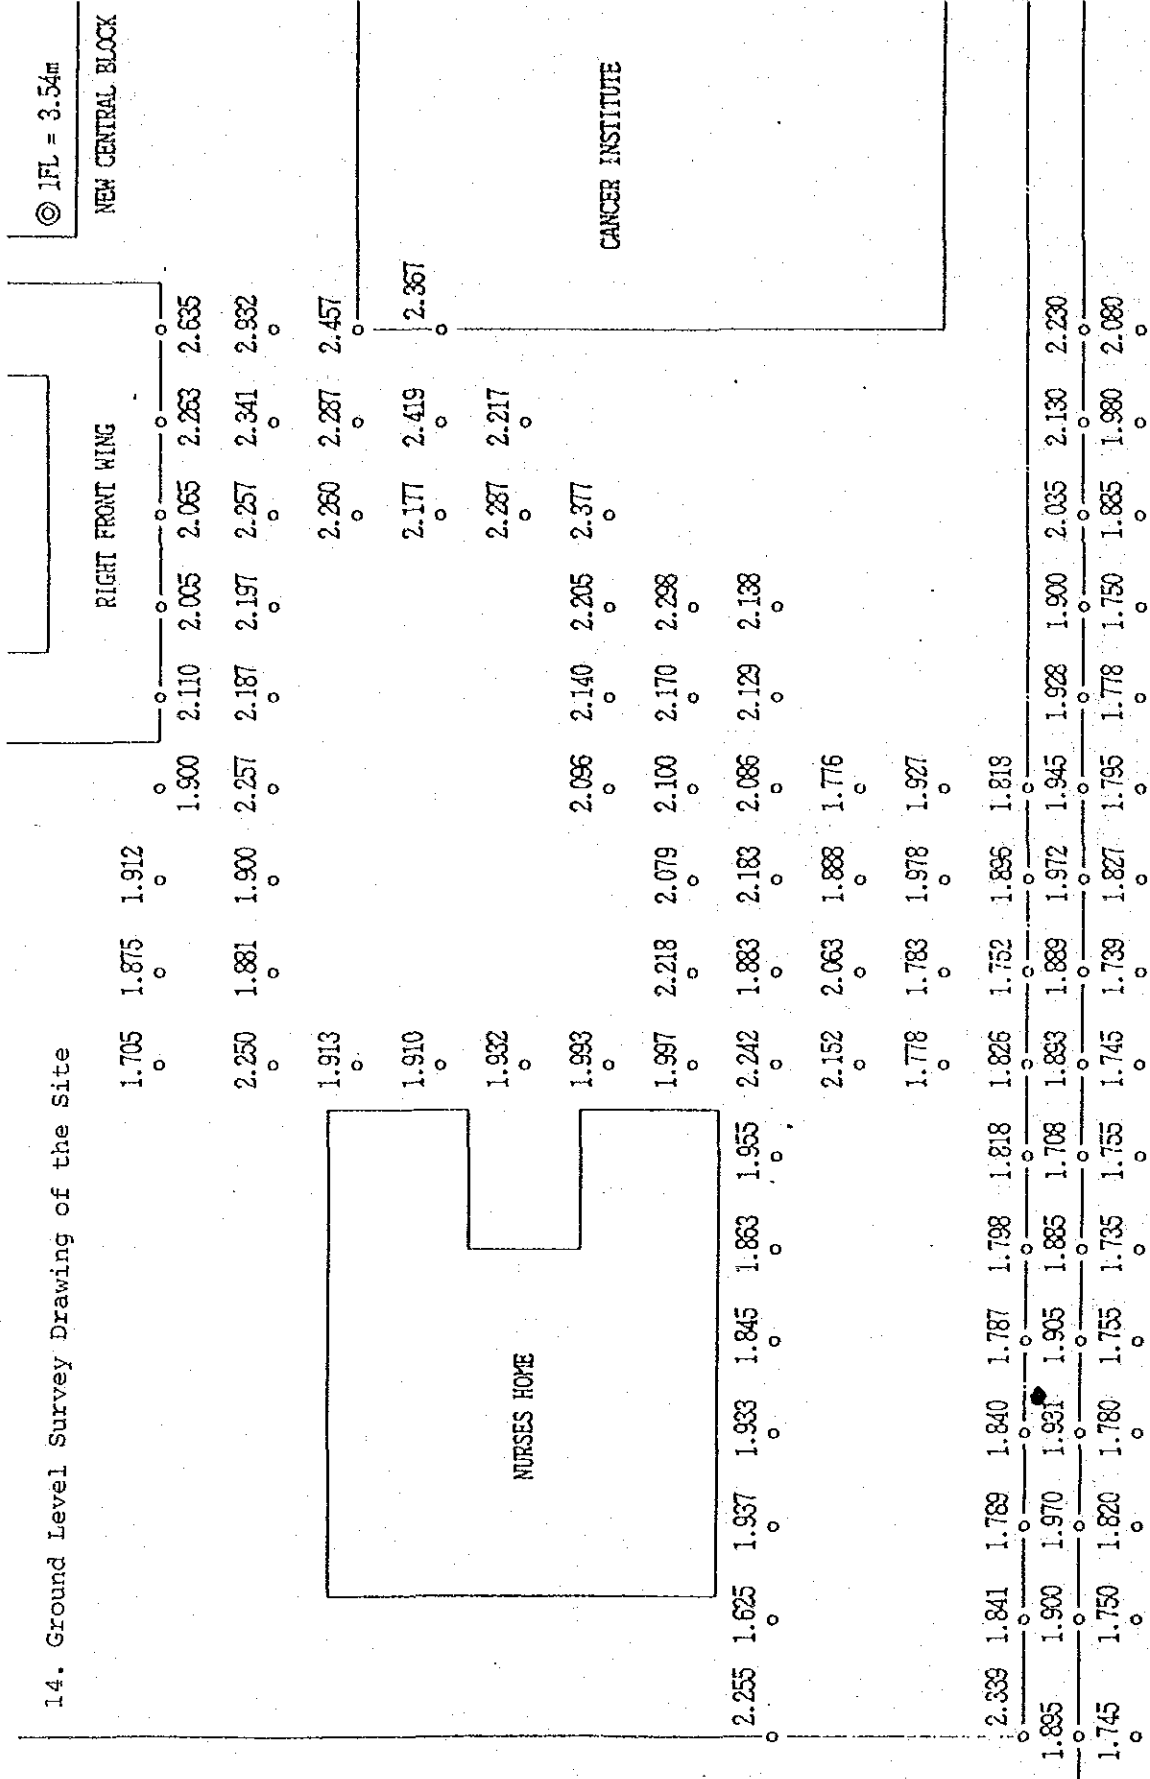 14. Ground Level Survey Drawing of the Site
◎ 1FL = 3.54m
NEW CENTRAL BLOCK
RIGHT FRONT WING
1.705 1.875 1.912
1.900 2.110 2.005 2.065 2.263 2.635
2.250 1.881 1.900 2.257 2.187 2.197 2.257 2.341 2.932
1.913 2.260 2.287 2.457
1.910 2.177 2.419 2.367
1.932 2.287 2.217
NURSES HOME
CANCER INSTITUTE
1.993 2.096 2.140 2.205 2.377
1.997 2.218 2.079 2.100 2.170 2.298
2.255 1.625 1.937 1.933 1.845 1.863 1.955 2.242 1.883 2.183 2.086 2.129 2.138
2.152 2.063 1.888 1.776
1.778 1.783 1.978 1.927
2.339 1.841 1.789 1.840 1.787 1.798 1.818 1.826 1.752 1.896 1.818
1.895 1.900 1.970 1.931 1.905 1.885 1.708 1.893 1.889 1.972 1.945 1.928 1.900 2.035 2.130 2.230
1.745 1.750 1.820 1.780 1.755 1.735 1.755 1.745 1.739 1.827 1.795 1.778 1.750 1.885 1.980 2.080